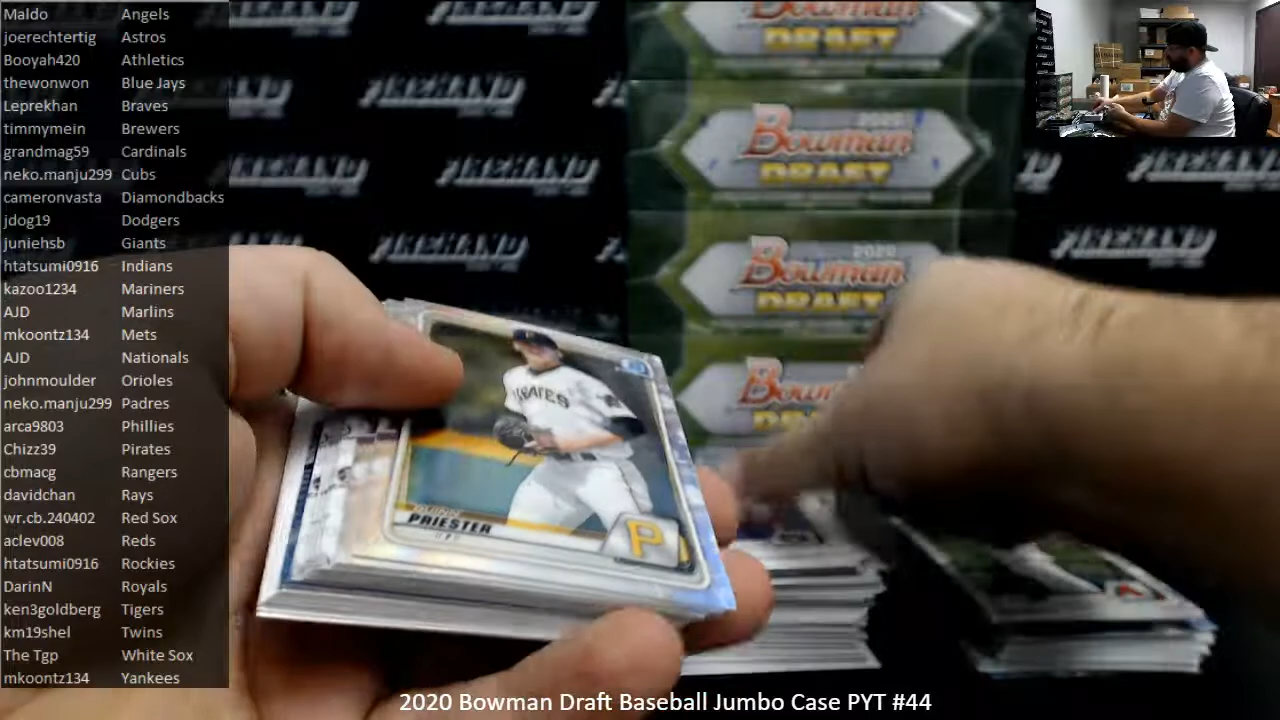 Maldo Angels
joerechtertig Astros
Booyah420 Athletics
thewonwon Blue Jays
Leprekhan Braves
timmymein Brewers
grandmag59 Cardinals
neko.manju299 Cubs
cameronvasta Diamondbacks
jdog19 Dodgers
juniehsb Giants
htatsumi0916 Indians
kazoo1234 Mariners
AJD Marlins
mkoontz134 Mets
AJD Nationals
johnmoulder Orioles
neko.manju299 Padres
arca9803 Phillies
Chizz39 Pirates
cbmacg Rangers
davidchan Rays
wr.cb.240402 Red Sox
aclev008 Reds
htatsumi0916 Rockies
DarinN Royals
ken3goldberg Tigers
km19shel Twins
The Tgp White Sox
mkoontz134 Yankees
Bowman
DRAFT
2020
Bowman
DRAFT
2020
Bowman
DRAFT
PRIESTER
P
2020 Bowman Draft Baseball Jumbo Case PYT #44